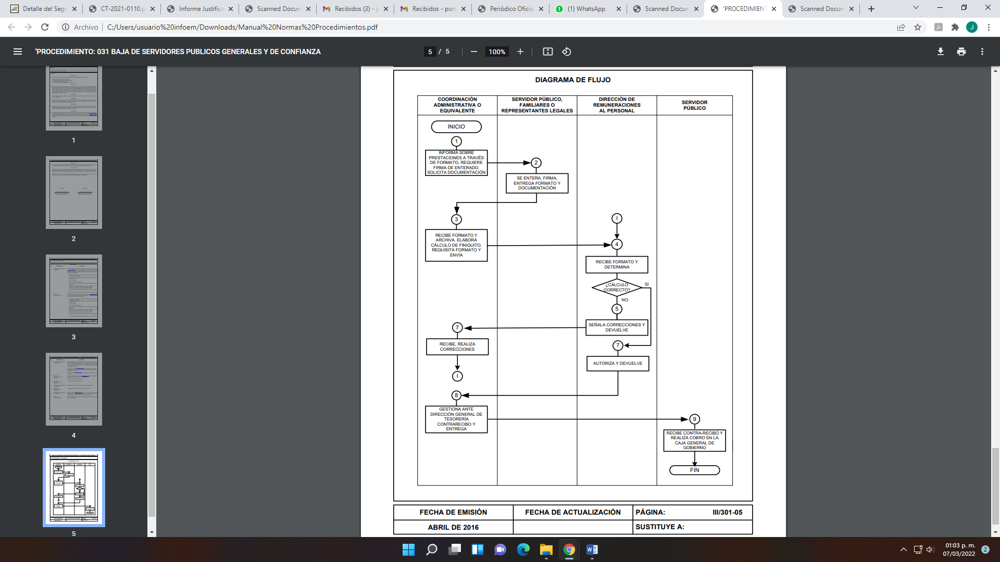 Detalle del Segu
CT-2021-0110.p
Informe Justifica
Scanned Docum
Recibidos (3) - j
Recibidos - pon
Periódico Oficia
(1) WhatsApp
Scanned Docum
'PROCEDIMIENT
Scanned Docum
Archivo
C:/Users/usuario%20infoem/Downloads/Manual%20Normas%20Procedimientos.pdf
J
'PROCEDIMIENTO: 031 BAJA DE SERVIDORES PUBLICOS GENERALES Y DE CONFIANZA
5 / 5
100%
1
2
3
4
5
DIAGRAMA DE FLUJO
COORDINACIÓN
ADMINISTRATIVA O
EQUIVALENTE
SERVIDOR PÚBLICO,
FAMILIARES O
REPRESENTANTES LEGALES
DIRECCIÓN DE
REMUNERACIONES
AL PERSONAL
SERVIDOR
PÚBLICO
INICIO
1
INFORMA SOBRE
PRESTACIONES A TRAVÉS
DE FORMATO, REQUIERE
FIRMA DE ENTERADO,
SOLICITA DOCUMENTACIÓN
2
SE ENTERA, FIRMA,
ENTREGA FORMATO Y
DOCUMENTACIÓN
3
RECIBE FORMATO Y
ARCHIVA. ELABORA
CÁLCULO DE FINIQUITO,
REQUISITA FORMATO Y
ENVÍA
I
4
RECIBE FORMATO Y
DETERMINA
¿CÁLCULO
CORRECTO?
SI
NO
5
SEÑALA CORRECCIONES Y
DEVUELVE
7
RECIBE, REALIZA
CORRECCIONES
I
7
AUTORIZA Y DEVUELVE
8
GESTIONA ANTE
DIRECCIÓN GENERAL DE
TESORERÍA
CONTRARECIBO Y
ENTREGA
9
RECIBE CONTRA-RECIBO Y
REALIZA COBRO EN LA
CAJA GENERAL DE
GOBIERNO
FIN
FECHA DE EMISIÓN
FECHA DE ACTUALIZACIÓN
PÁGINA: III/301-05
ABRIL DE 2016
SUSTITUYE A:
01:03 p. m.
07/03/2022
2